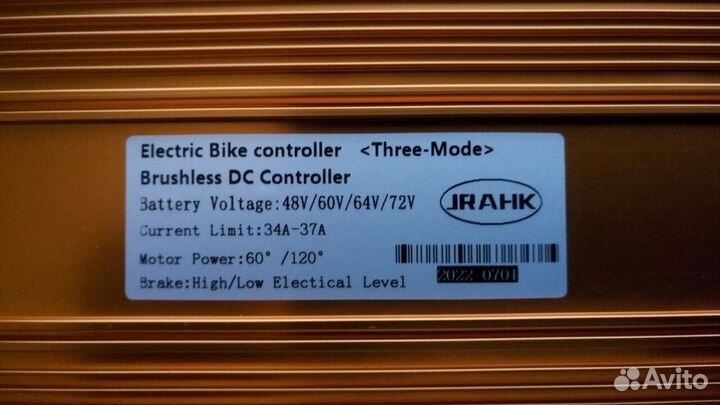 Electric Bike controller <Three-Mode>
Brushless DC Controller
Battery Voltage:48V/60V/64V/72V
JRAHK
Current Limit:34A-37A
Motor Power:60° /120°
2022 0701
Brake:High/Low Electical Level
Avito